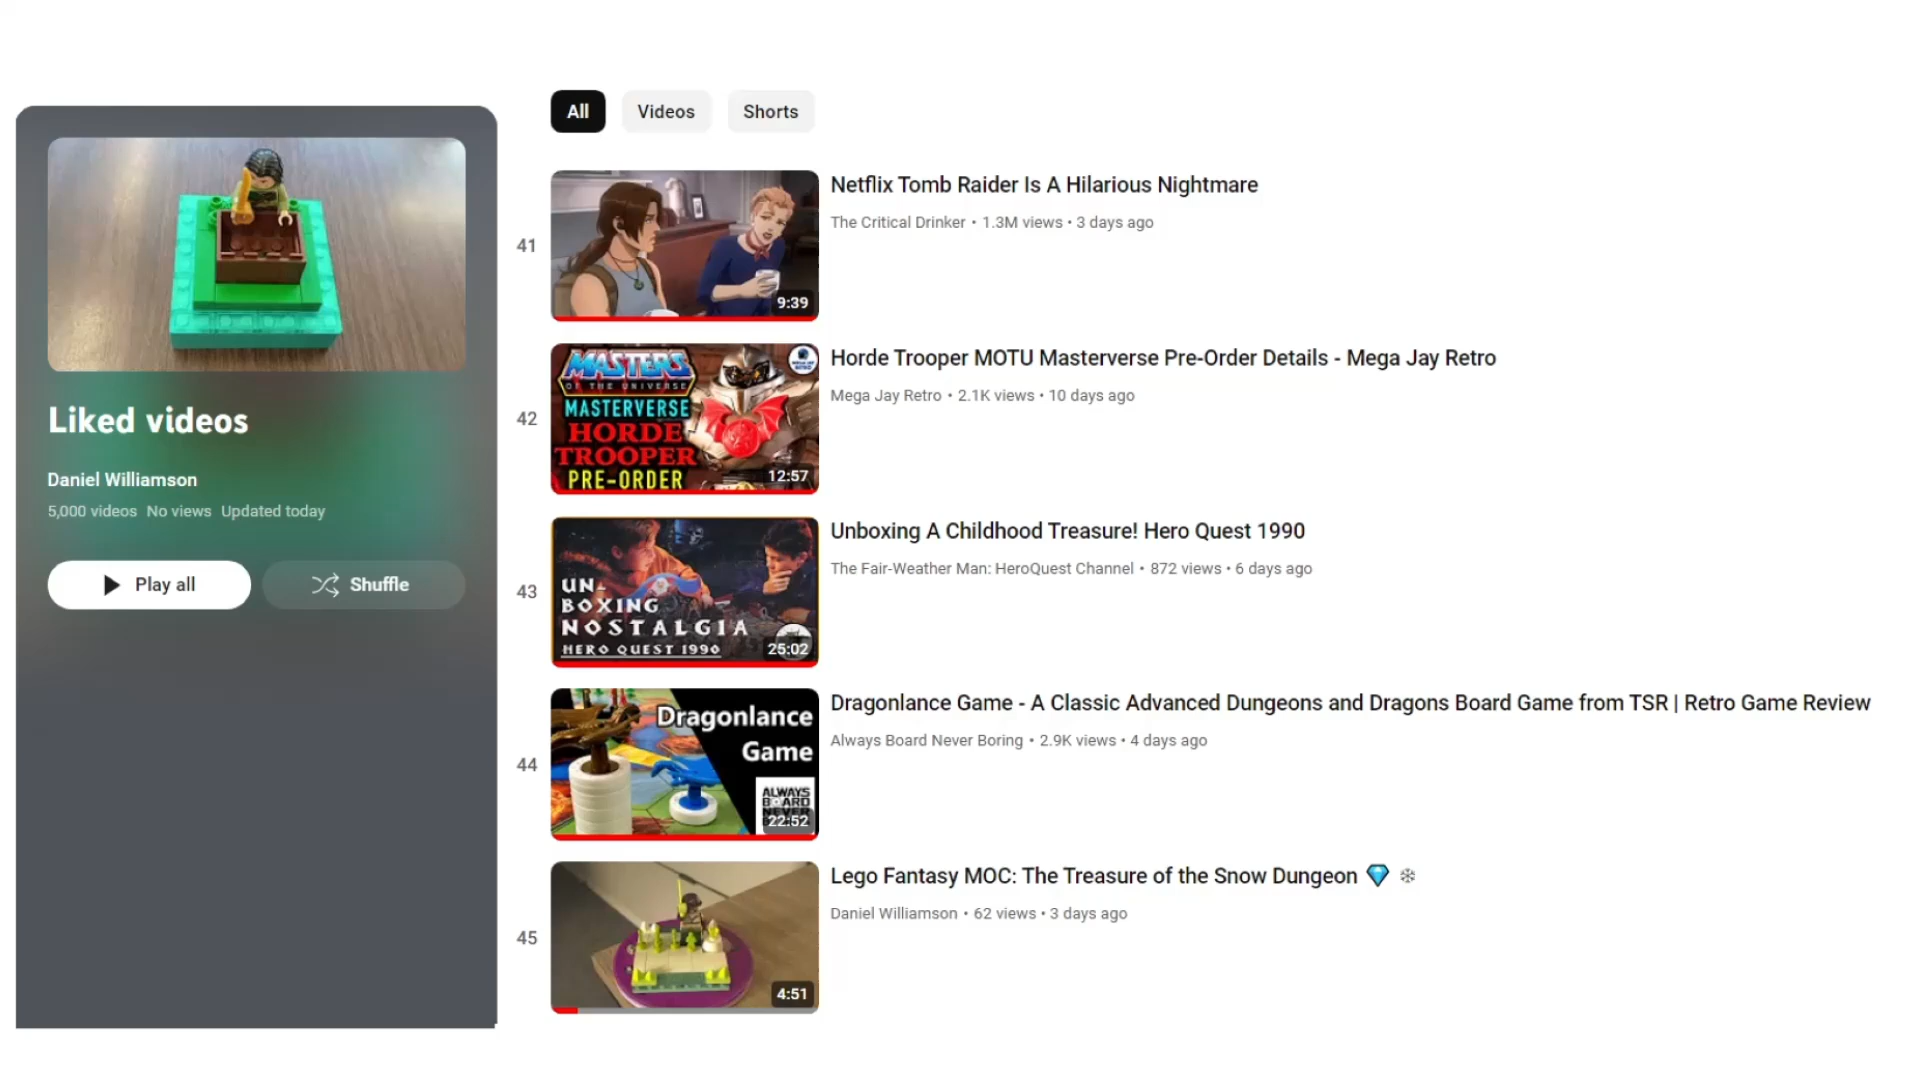 Liked videos
Daniel Williamson
5,000 videos No views Updated today
Play all
Shuffle
All
Videos
Shorts
41
9:39
Netflix Tomb Raider Is A Hilarious Nightmare
The Critical Drinker • 1.3M views • 3 days ago
42
MASTERS
OF THE UNIVERSE
MASTERVERSE
HORDE
TROOPER
PRE-ORDER
12:57
Horde Trooper MOTU Masterverse Pre-Order Details - Mega Jay Retro
Mega Jay Retro • 2.1K views • 10 days ago
43
UN-
BOXING
NOSTALGIA
HERO QUEST 1990
25:02
Unboxing A Childhood Treasure! Hero Quest 1990
The Fair-Weather Man: HeroQuest Channel • 872 views • 6 days ago
44
Dragonlance
Game
ALWAYS
BOARD
NEVER
22:52
Dragonlance Game - A Classic Advanced Dungeons and Dragons Board Game from TSR | Retro Game Review
Always Board Never Boring • 2.9K views • 4 days ago
45
4:51
Lego Fantasy MOC: The Treasure of the Snow Dungeon 💎 ❄
Daniel Williamson • 62 views • 3 days ago